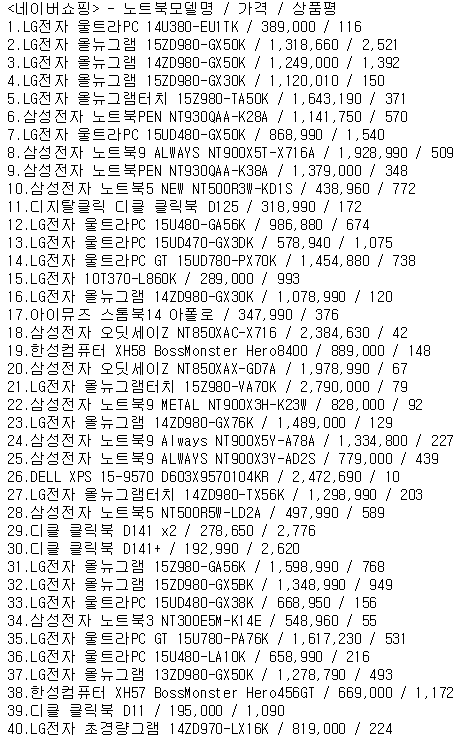 <네이버쇼핑> - 노트북모델명 / 가격 / 상품평
1.LG전자 울트라PC 14U380-EU1TK / 389,000 / 116
2.LG전자 올뉴그램 15ZD980-GX50K / 1,318,660 / 2,521
3.LG전자 올뉴그램 14ZD980-GX50K / 1,249,000 / 1,392
4.LG전자 올뉴그램 15ZD980-GX30K / 1,120,010 / 150
5.LG전자 올뉴그램터치 15Z980-TA50K / 1,643,190 / 371
6.삼성전자 노트북PEN NT930QAA-K28A / 1,141,750 / 570
7.LG전자 울트라PC 15UD480-GX50K / 868,990 / 1,540
8.삼성전자 노트북9 ALWAYS NT900X5T-X716A / 1,928,990 / 509
9.삼성전자 노트북PEN NT930QAA-K38A / 1,379,000 / 348
10.삼성전자 노트북5 NEW NT500R3W-KD1S / 438,960 / 772
11.디지탈클릭 디클 클릭북 D125 / 318,990 / 172
12.LG전자 울트라PC 15U480-GA56K / 986,880 / 674
13.LG전자 울트라PC 15UD470-GX3DK / 578,940 / 1,075
14.LG전자 울트라PC GT 15UD780-PX70K / 1,454,880 / 738
15.LG전자 10T370-L860K / 289,000 / 993
16.LG전자 올뉴그램 14ZD980-GX30K / 1,078,990 / 120
17.아이뮤즈 스톰북14 아폴로 / 347,990 / 376
18.삼성전자 오딧세이Z NT850XAC-X716 / 2,384,630 / 42
19.한성컴퓨터 XH58 BossMonster Hero8400 / 889,000 / 148
20.삼성전자 오딧세이Z NT850XAX-GD7A / 1,978,990 / 67
21.LG전자 올뉴그램터치 15Z980-VA70K / 2,790,000 / 79
22.삼성전자 노트북9 METAL NT900X3H-K23W / 828,000 / 92
23.LG전자 올뉴그램 14ZD980-GX76K / 1,489,000 / 129
24.삼성전자 노트북9 Always NT900X5Y-A78A / 1,334,800 / 227
25.삼성전자 노트북9 ALWAYS NT900X3Y-AD2S / 779,000 / 439
26.DELL XPS 15-9570 D603X9570104KR / 2,472,690 / 10
27.LG전자 올뉴그램터치 14ZD980-TX56K / 1,298,990 / 203
28.삼성전자 노트북5 NT500R5W-LD2A / 497,990 / 589
29.디클 클릭북 D141 x2 / 278,650 / 2,776
30.디클 클릭북 D141+ / 192,990 / 2,620
31.LG전자 올뉴그램 15Z980-GA56K / 1,598,990 / 768
32.LG전자 올뉴그램 15ZD980-GX5BK / 1,348,990 / 949
33.LG전자 울트라PC 15UD480-GX38K / 668,950 / 156
34.삼성전자 노트북3 NT300E5M-K14E / 548,960 / 55
35.LG전자 울트라PC GT 15U780-PA76K / 1,617,230 / 531
36.LG전자 울트라PC 15U480-LA10K / 658,990 / 216
37.LG전자 올뉴그램 13ZD980-GX50K / 1,278,790 / 493
38.한성컴퓨터 XH57 BossMonster Hero456GT / 669,000 / 1,172
39.디클 클릭북 D11 / 195,000 / 1,090
40.LG전자 초경량그램 14ZD970-LX16K / 819,000 / 224